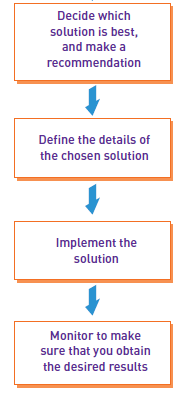 Decide which
solution is best,
and make a
recommendation
Define the details of
the chosen solution
Implement the
solution
Monitor to make
sure that you obtain
the desired results